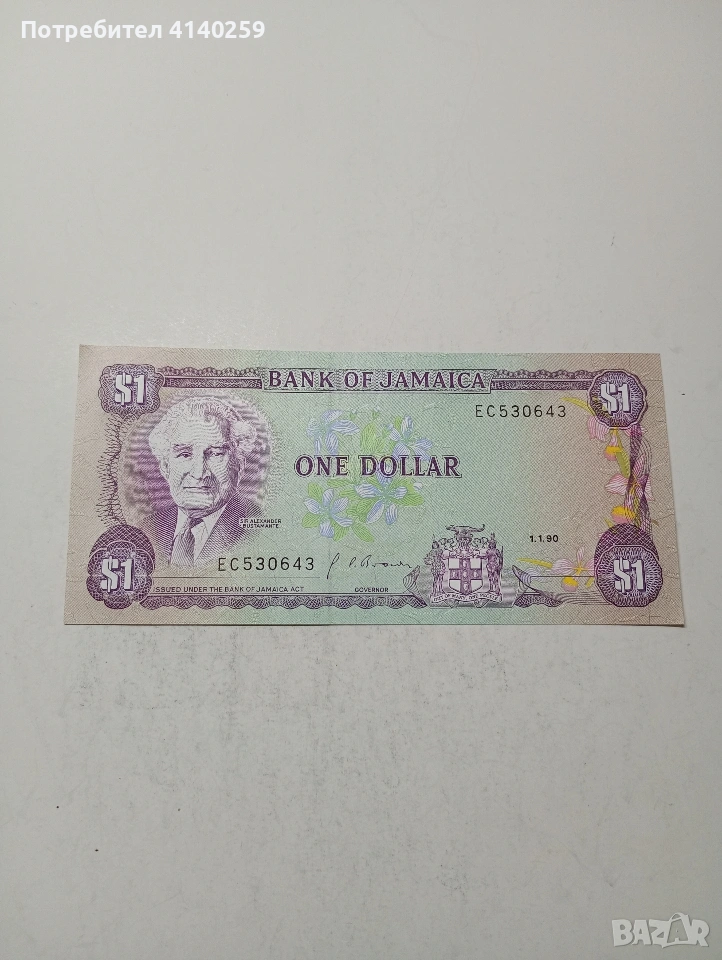 Потребител 4140259
$1 BANK OF JAMAICA $1
EC530643
ONE DOLLAR
SIR ALEXANDER
BUSTAMANTE
1.1.90
EC530643
$1 $1
ISSUED UNDER THE BANK OF JAMAICA ACT GOVERNOR
BAZAR